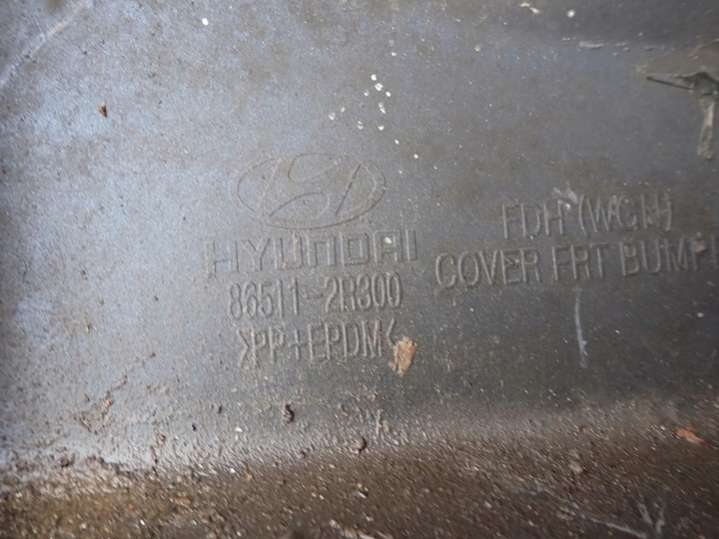 HYUNDAI
86511-2R300
>PP+EPDM<
FDH (WGN)
COVER FRT BUMP